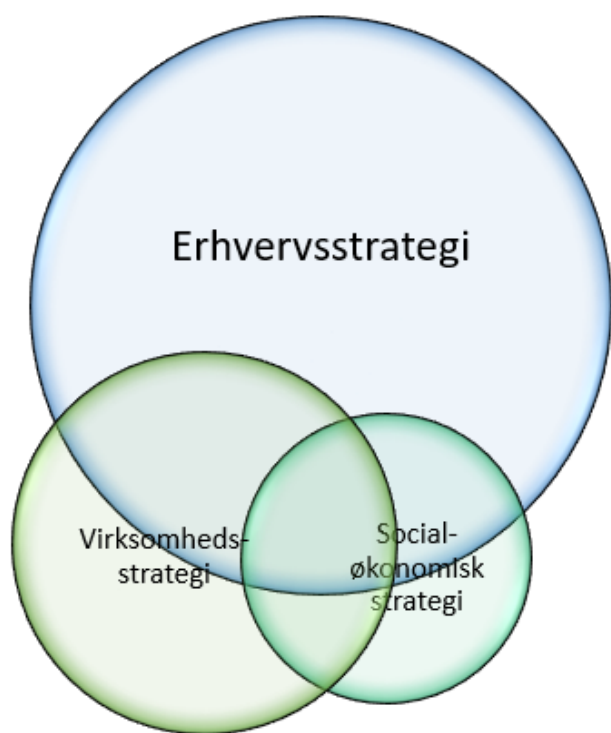 Erhvervsstrategi
Virksomheds-
strategi
Social-
økonomisk
strategi